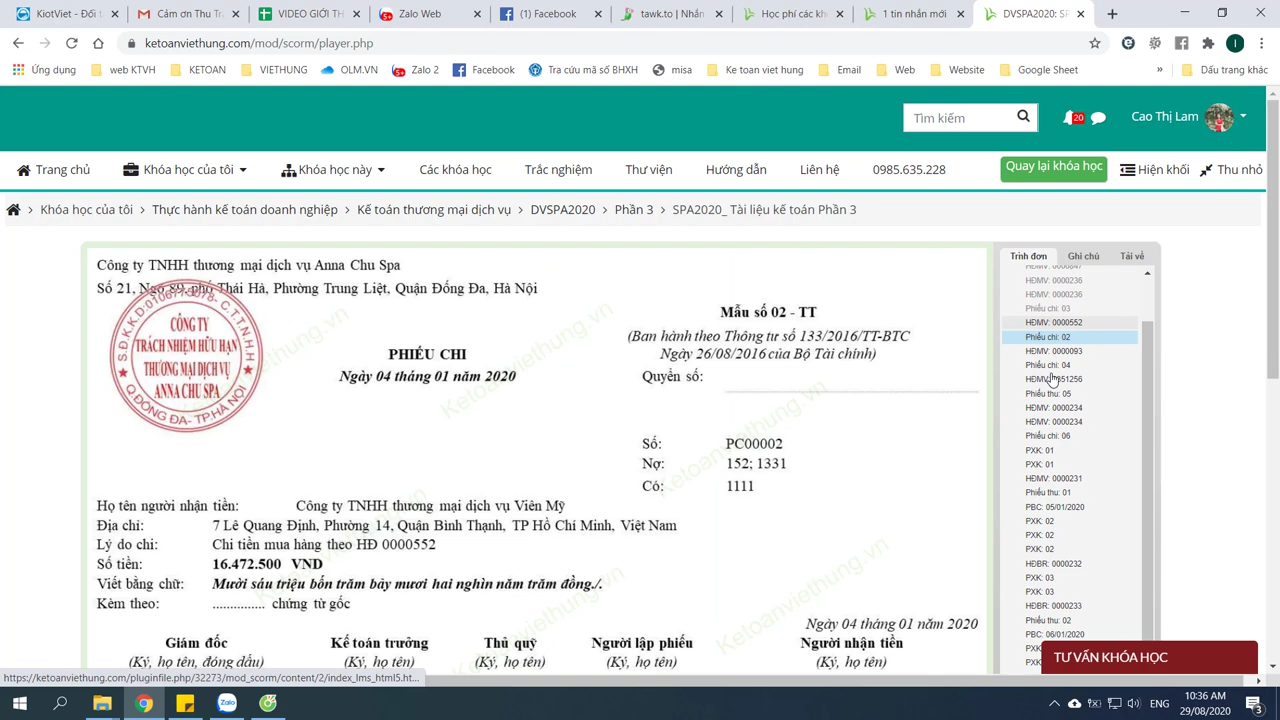 KiotViet - Đối t
Cảm ơn Thu Tr
VIDEO GIỚI TH
Zalo Web
(1) Facebook
tawk.to | Nhắn
Học phí các kh
1 tin nhắn mới
DVSPA2020: SP
ketoanviethung.com/mod/scorm/player.php
Ứng dụng
web KTVH
KETOAN
VIETHUNG
OLM.VN
Zalo 2
Facebook
Tra cứu mã số BHXH
misa
Ke toan viet hung
Email
Web
Website
Google Sheet
»
Dấu trang khác
Tìm kiếm
20
Cao Thị Lam
Trang chủ
Khóa học của tôi
Khóa học này
Các khóa học
Trắc nghiệm
Thư viện
Hướng dẫn
Liên hệ
0985.635.228
Quay lại khóa học
Hiện khối
Thu nhỏ
Khóa học của tôi
Thực hành kế toán doanh nghiệp
Kế toán thương mại dịch vụ
DVSPA2020
Phần 3
SPA2020_ Tài liệu kế toán Phần 3
Công ty TNHH thương mại dịch vụ Anna Chu Spa
Số 21, Ngõ 89, phố Thái Hà, Phường Trung Liệt, Quận Đống Đa, Hà Nội
CÔNG TY
TRÁCH NHIỆM HỮU HẠN
THƯƠNG MẠI DỊCH VỤ
ANNA CHU SPA
Q.ĐỐNG ĐA - TP.HÀ NỘI
Mẫu số 02 - TT
(Ban hành theo Thông tư số 133/2016/TT-BTC
Ngày 26/08/2016 của Bộ Tài chính)
PHIẾU CHI
Ngày 04 tháng 01 năm 2020
Quyển số:
Số: PC00002
Nợ: 152; 1331
Có: 1111
Họ tên người nhận tiền: Công ty TNHH thương mại dịch vụ Viên Mỹ
Địa chỉ: 7 Lê Quang Định, Phường 14, Quận Bình Thạnh, TP Hồ Chí Minh, Việt Nam
Lý do chi: Chi tiền mua hàng theo HĐ 0000552
Số tiền: 16.472.500 VND
Viết bằng chữ: Mười sáu triệu bốn trăm bảy mươi hai nghìn năm trăm đồng./.
Kèm theo: ............... chứng từ gốc
Ngày 04 tháng 01 năm 2020
Giám đốc Kế toán trưởng Thủ quỹ Người lập phiếu Người nhận tiền
(Ký, họ tên, đóng dấu) (Ký, họ tên) (Ký, họ tên) (Ký, họ tên) (Ký, họ tên)
Ketoanviethung.vn
Trình đơn
Ghi chú
Tải về
HĐMV: 0000847
HĐMV: 0000236
HĐMV: 0000236
Phiếu chi: 03
HĐMV: 0000552
Phiếu chi: 02
HĐMV: 0000093
Phiếu chi: 04
Phiếu thu: 05
HĐMV: 0000234
HĐMV: 0000234
Phiếu chi: 06
PXK: 01
PXK: 01
HĐMV: 0000231
Phiếu thu: 01
PBC: 05/01/2020
PXK: 02
PXK: 02
PXK: 02
HĐBR: 0000232
PXK: 03
PXK: 03
HĐBR: 0000233
Phiếu thu: 02
PBC: 06/01/2020
TƯ VẤN KHÓA HỌC
https://ketoanviethung.com/pluginfile.php/32273/mod_scorm/content/2/index_lms_html5.ht...
ENG
10:36 AM
29/08/2020
3